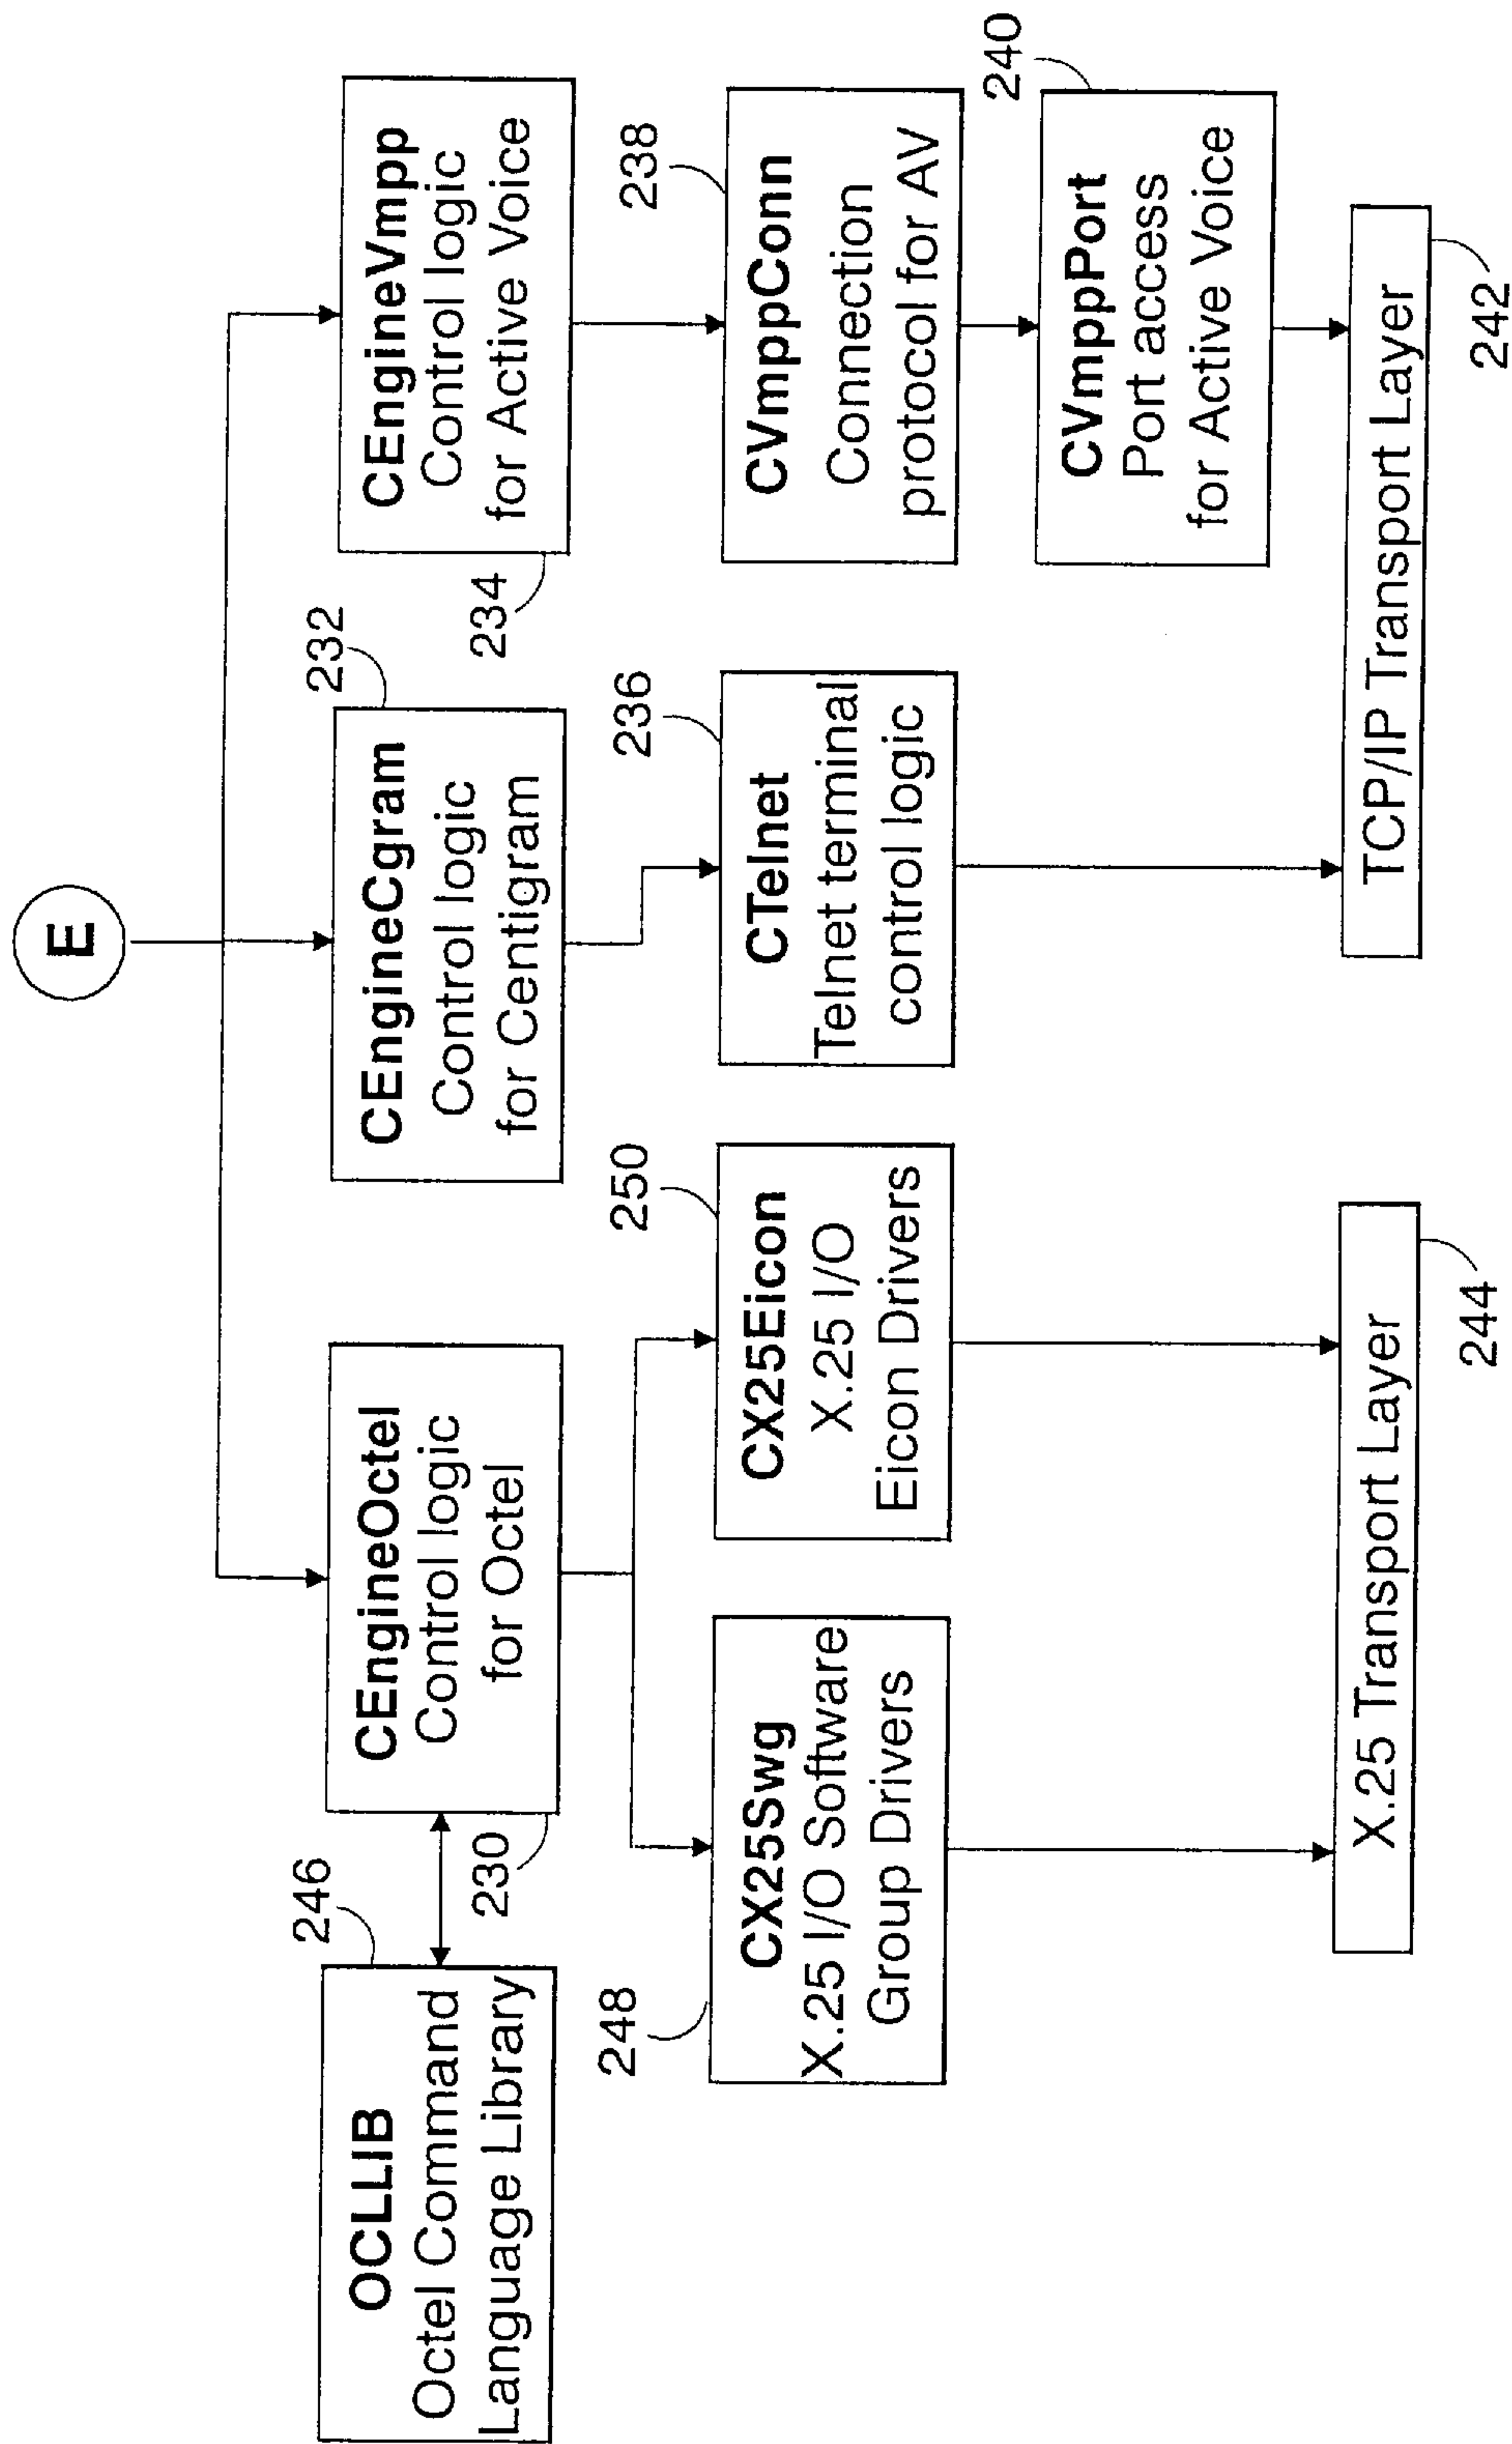 E
246
OCLLIB
Octel Command
Language Library
CEngineOctel
Control logic
for Octel
230
232
CEngineCgram
Control logic
for Centigram
CEngineVmpp
Control logic
for Active Voice
234
248
CX25Swg
X.25 I/O Software
Group Drivers
250
CX25Eicon
X.25 I/O
Eicon Drivers
236
CTelnet
Telnet terminal
control logic
238
CVmppConn
Connection
protocol for AV
240
CVmppPort
Port access
for Active Voice
X.25 Transport Layer
244
TCP/IP Transport Layer
242